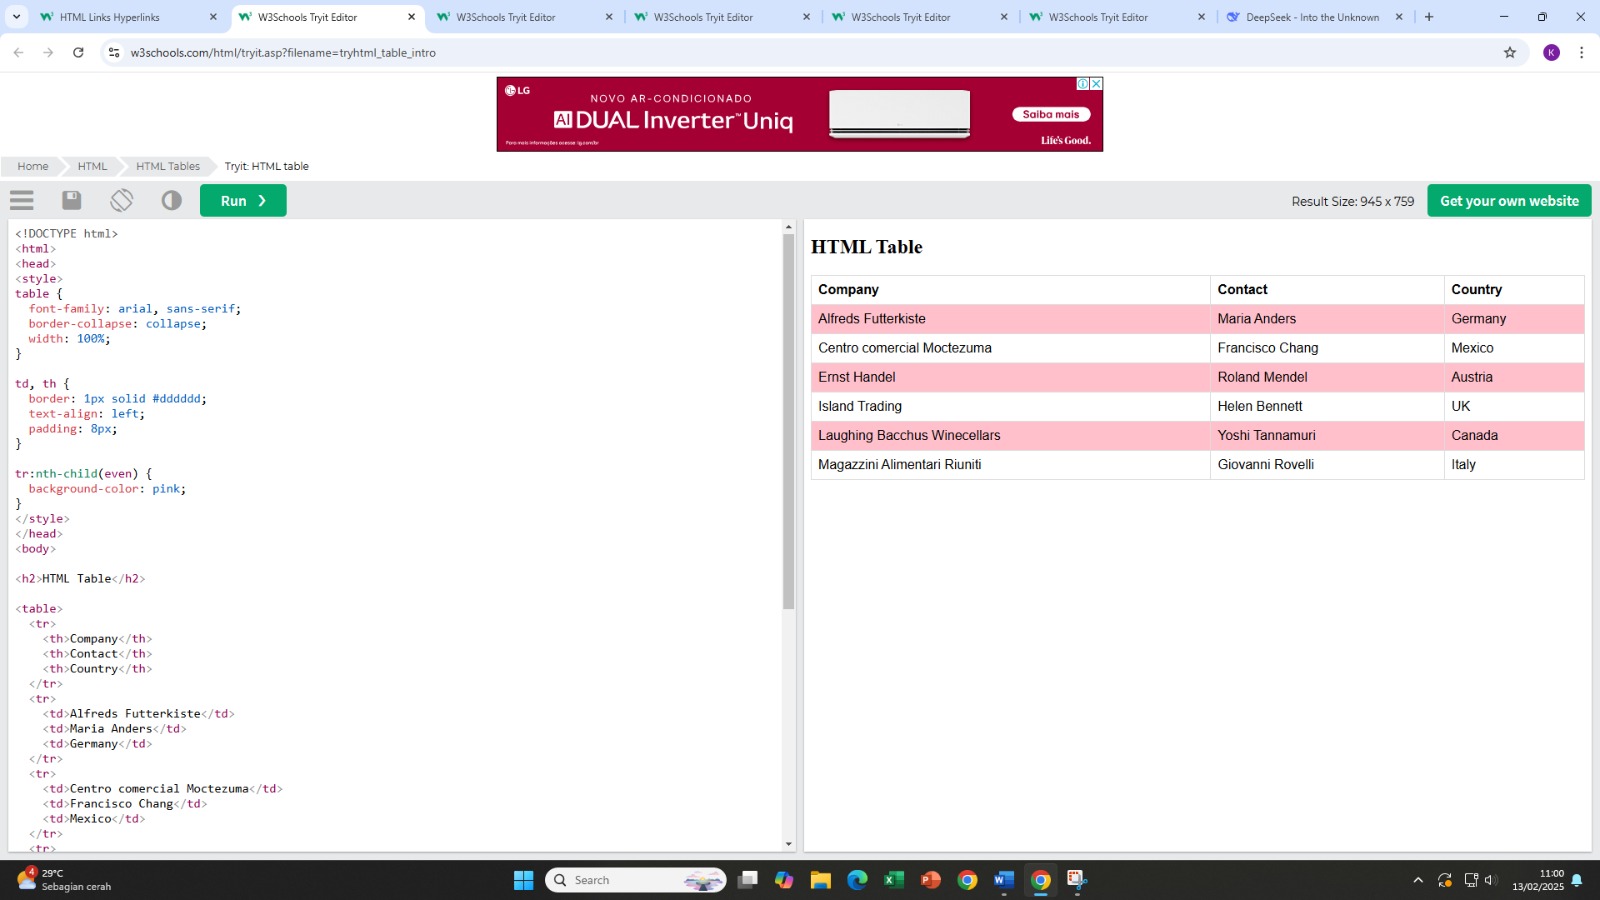 HTML Links Hyperlinks
W3Schools Tryit Editor
W3Schools Tryit Editor
W3Schools Tryit Editor
W3Schools Tryit Editor
W3Schools Tryit Editor
DeepSeek - Into the Unknown
w3schools.com/html/tryit.asp?filename=tryhtml_table_intro
K
LG
NOVO AR-CONDICIONADO
AI DUAL Inverter™ Uniq
Para mais informações acesse lg.com/br
Saiba mais
Life's Good.
Home
HTML
HTML Tables
Tryit: HTML table
Run ❯
Result Size: 945 x 759
Get your own website
<!DOCTYPE html>
<html>
<head>
<style>
table {
  font-family: arial, sans-serif;
  border-collapse: collapse;
  width: 100%;
}
td, th {
  border: 1px solid #dddddd;
  text-align: left;
  padding: 8px;
}
tr:nth-child(even) {
  background-color: pink;
}
</style>
</head>
<body>
<h2>HTML Table</h2>
<table>
  <tr>
    <th>Company</th>
    <th>Contact</th>
    <th>Country</th>
  </tr>
  <tr>
    <td>Alfreds Futterkiste</td>
    <td>Maria Anders</td>
    <td>Germany</td>
  </tr>
  <tr>
    <td>Centro comercial Moctezuma</td>
    <td>Francisco Chang</td>
    <td>Mexico</td>
  </tr>
  <tr>
HTML Table
Company Contact Country
Alfreds Futterkiste Maria Anders Germany
Centro comercial Moctezuma Francisco Chang Mexico
Ernst Handel Roland Mendel Austria
Island Trading Helen Bennett UK
Laughing Bacchus Winecellars Yoshi Tannamuri Canada
Magazzini Alimentari Riuniti Giovanni Rovelli Italy
4
29°C
Sebagian cerah
Search
11:00
13/02/2025